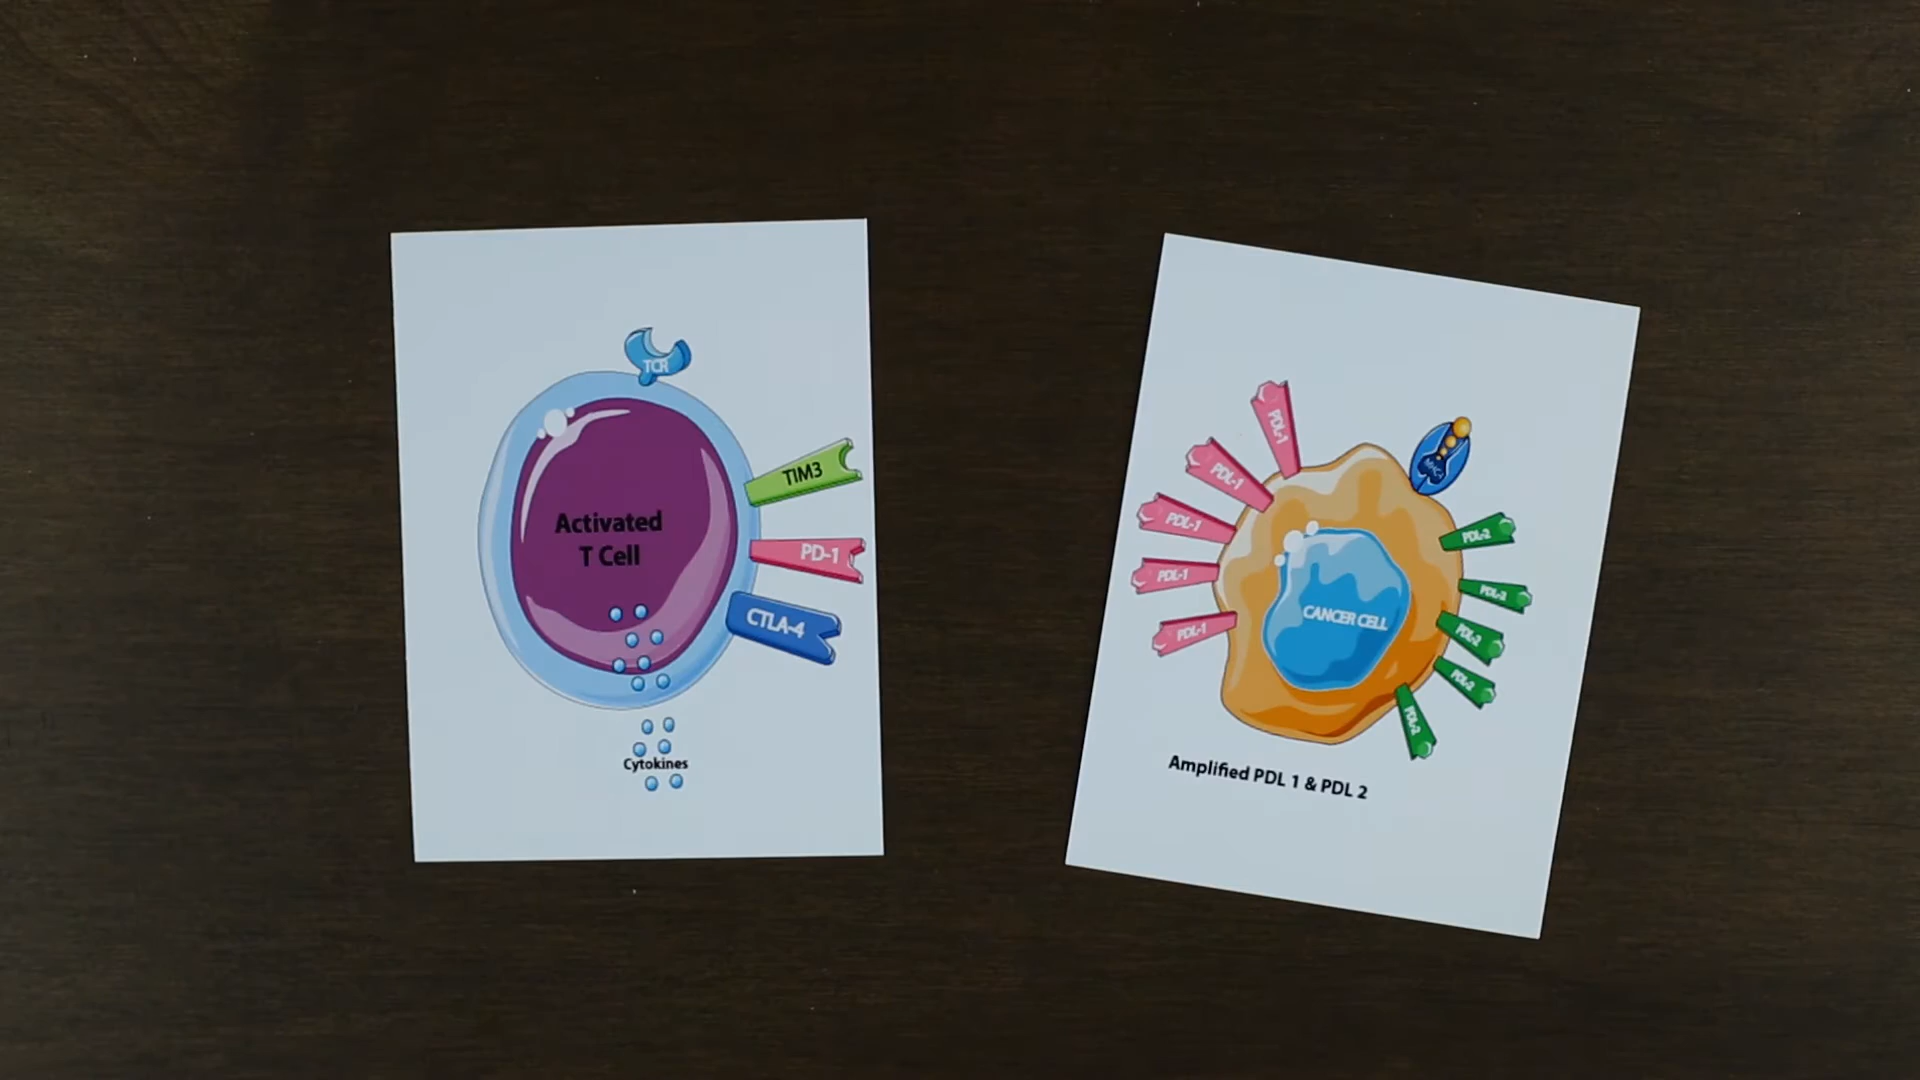 TCR
TIM3
Activated
T Cell
PD-1
CTLA-4
Cytokines
PDL-1
PDL-1
PDL-1
PDL-1
PDL-1
PDL-2
PDL-2
PDL-2
PDL-2
PDL-2
CANCER CELL
Amplified PDL 1 & PDL 2